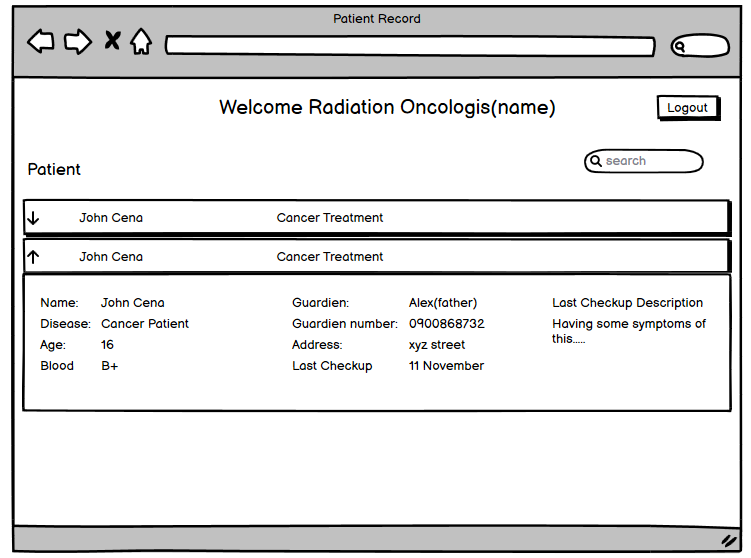 Patient Record
Welcome Radiation Oncologis(name)
Logout
search
Patient
John Cena Cancer Treatment
John Cena Cancer Treatment
Name: John Cena Guardien: Alex(father) Last Checkup Description
Disease: Cancer Patient Guardien number: 0900868732 Having some symptoms of
this.....
Age: 16 Address: xyz street
Blood B+ Last Checkup 11 November